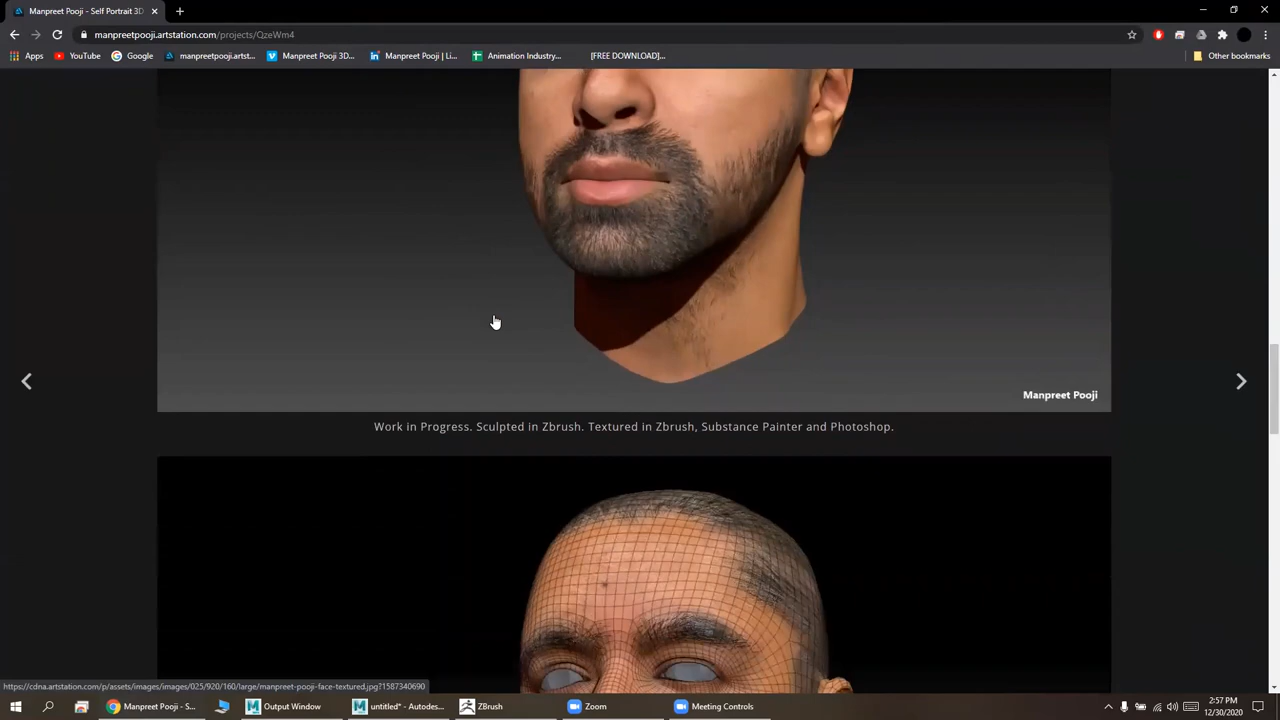 Manpreet Pooji - Self Portrait 3D
manpreetpooji.artstation.com/projects/QzeWm4
Apps YouTube Google manpreetpooji.artst... Manpreet Pooji 3D... Manpreet Pooji | Li... Animation Industry... [FREE DOWNLOAD]... Other bookmarks
Manpreet Pooji
Work in Progress. Sculpted in Zbrush. Textured in Zbrush, Substance Painter and Photoshop.
https://cdna.artstation.com/p/assets/images/images/025/920/160/large/manpreet-pooji-face-textured.jpg?1587340690
Manpreet Pooji - S... Output Window untitled* - Autodes... ZBrush Zoom Meeting Controls 2:57 PM
12/30/2020